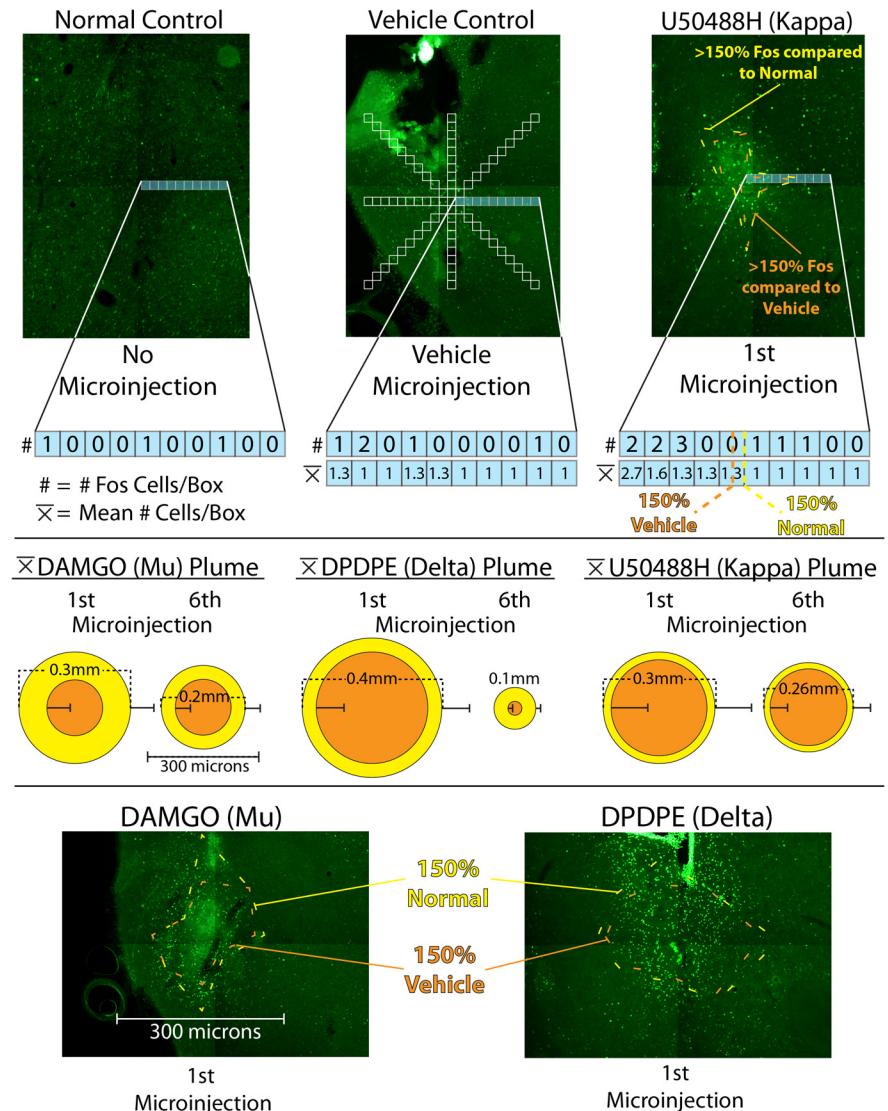 Normal Control
Vehicle Control
U50488H (Kappa)
>150% Fos compared
to Normal
>150% Fos
compared to
Vehicle
No
Microinjection
Vehicle
Microinjection
1st
Microinjection
# 1 0 0 0 1 0 0 1 0 0
# 1 2 0 1 0 0 0 0 1 0
X 1.3 1 1 1.3 1.3 1 1 1 1 1
# 2 2 3 0 0 1 1 1 0 0
X 2.7 1.6 1.3 1.3 1.3 1 1 1 1 1
# = # Fos Cells/Box
X = Mean # Cells/Box
150%
Vehicle
150%
Normal
X DAMGO (Mu) Plume
1st 6th
Microinjection
0.3mm
0.2mm
300 microns
X DPDPE (Delta) Plume
1st 6th
Microinjection
0.4mm
0.1mm
X U50488H (Kappa) Plume
1st 6th
Microinjection
0.3mm
0.26mm
DAMGO (Mu)
DPDPE (Delta)
150%
Normal
150%
Vehicle
300 microns
1st
Microinjection
1st
Microinjection